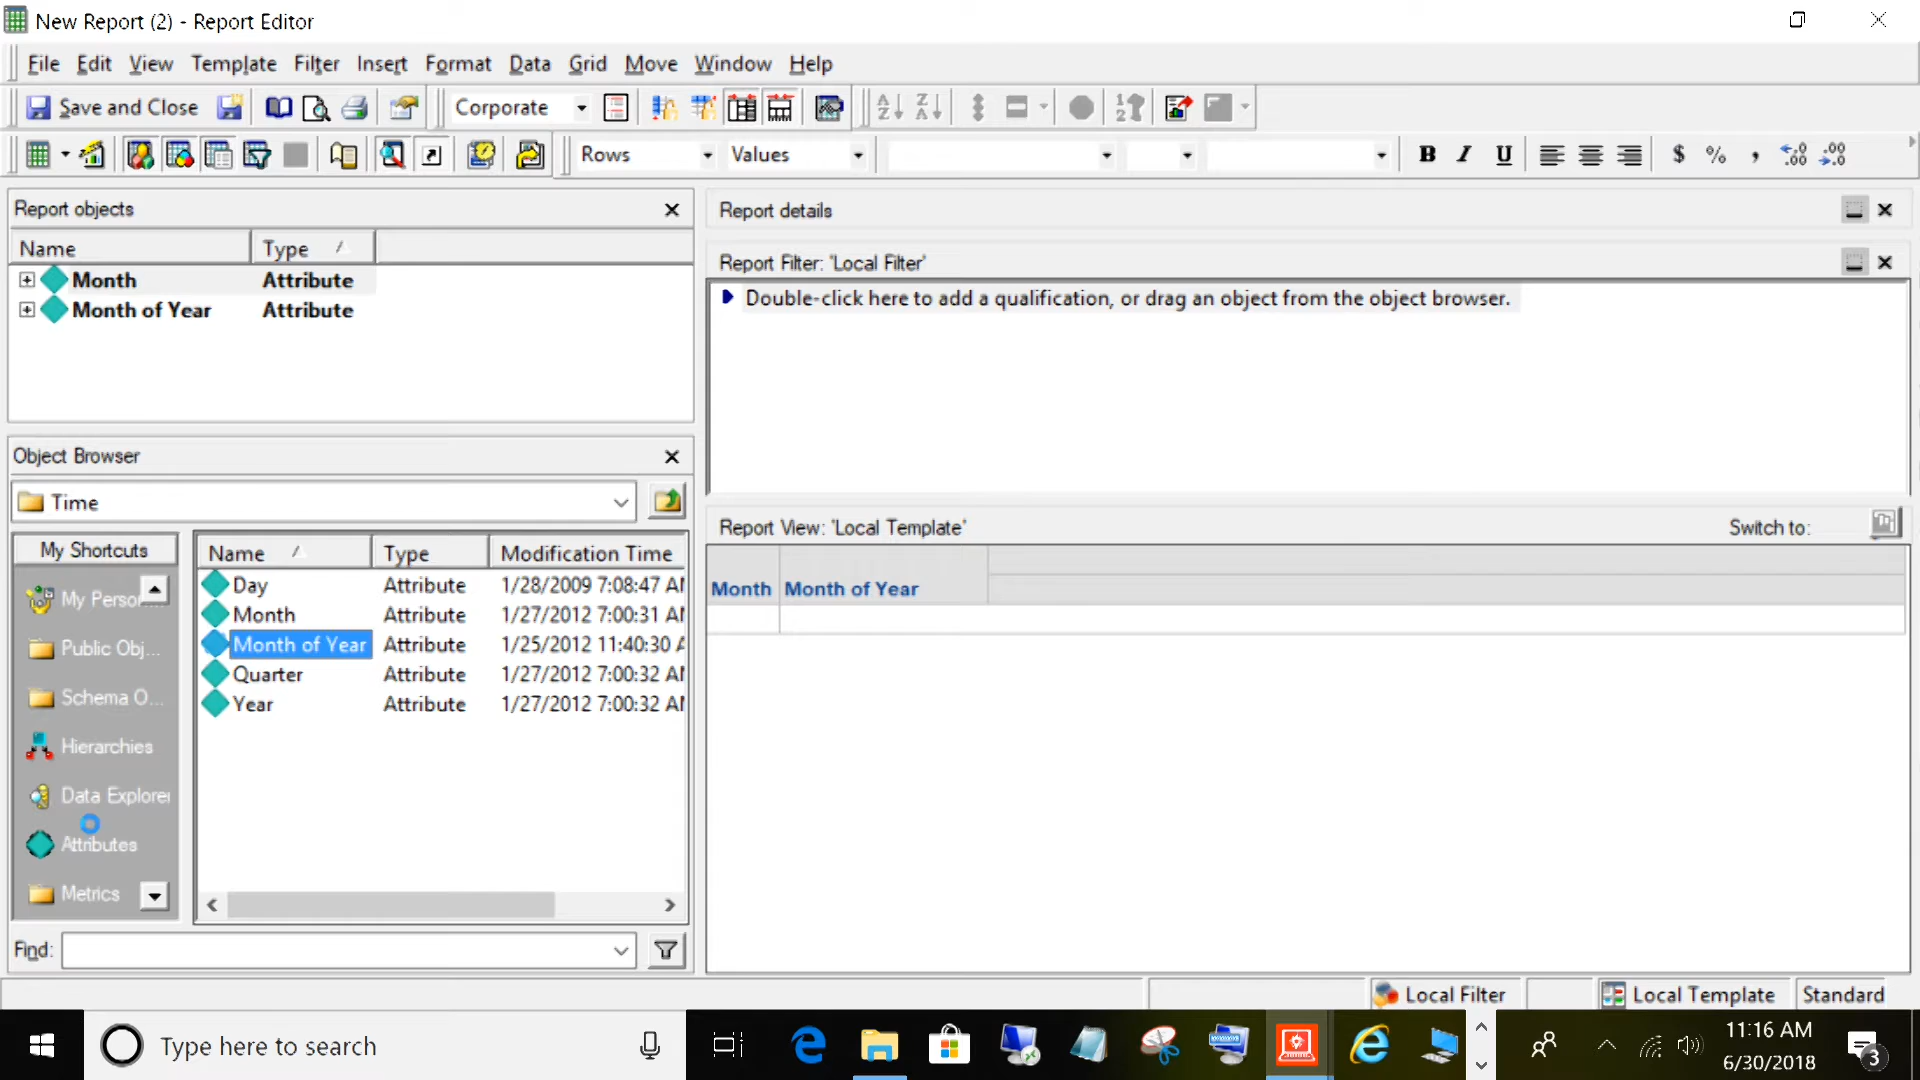 New Report (2) - Report Editor
File Edit View Template Filter Insert Format Data Grid Move Window Help
Save and Close Corporate
Rows Values B I U $ % ,
Report objects
Name Type
Month Attribute
Month of Year Attribute
Object Browser
Time
My Shortcuts
My Perso
Public Obj...
Schema O...
Hierarchies
Data Explorer
Attributes
Metrics
Name Type Modification Time
Day Attribute 1/28/2009 7:08:47 AM
Month Attribute 1/27/2012 7:00:31 AM
Month of Year Attribute 1/25/2012 11:40:30 A
Quarter Attribute 1/27/2012 7:00:32 AM
Year Attribute 1/27/2012 7:00:32 AM
Find:
Report details
Report Filter: 'Local Filter'
Double-click here to add a qualification, or drag an object from the object browser.
Report View: 'Local Template' Switch to:
Month Month of Year
Local Filter Local Template Standard
Type here to search
11:16 AM
6/30/2018
3